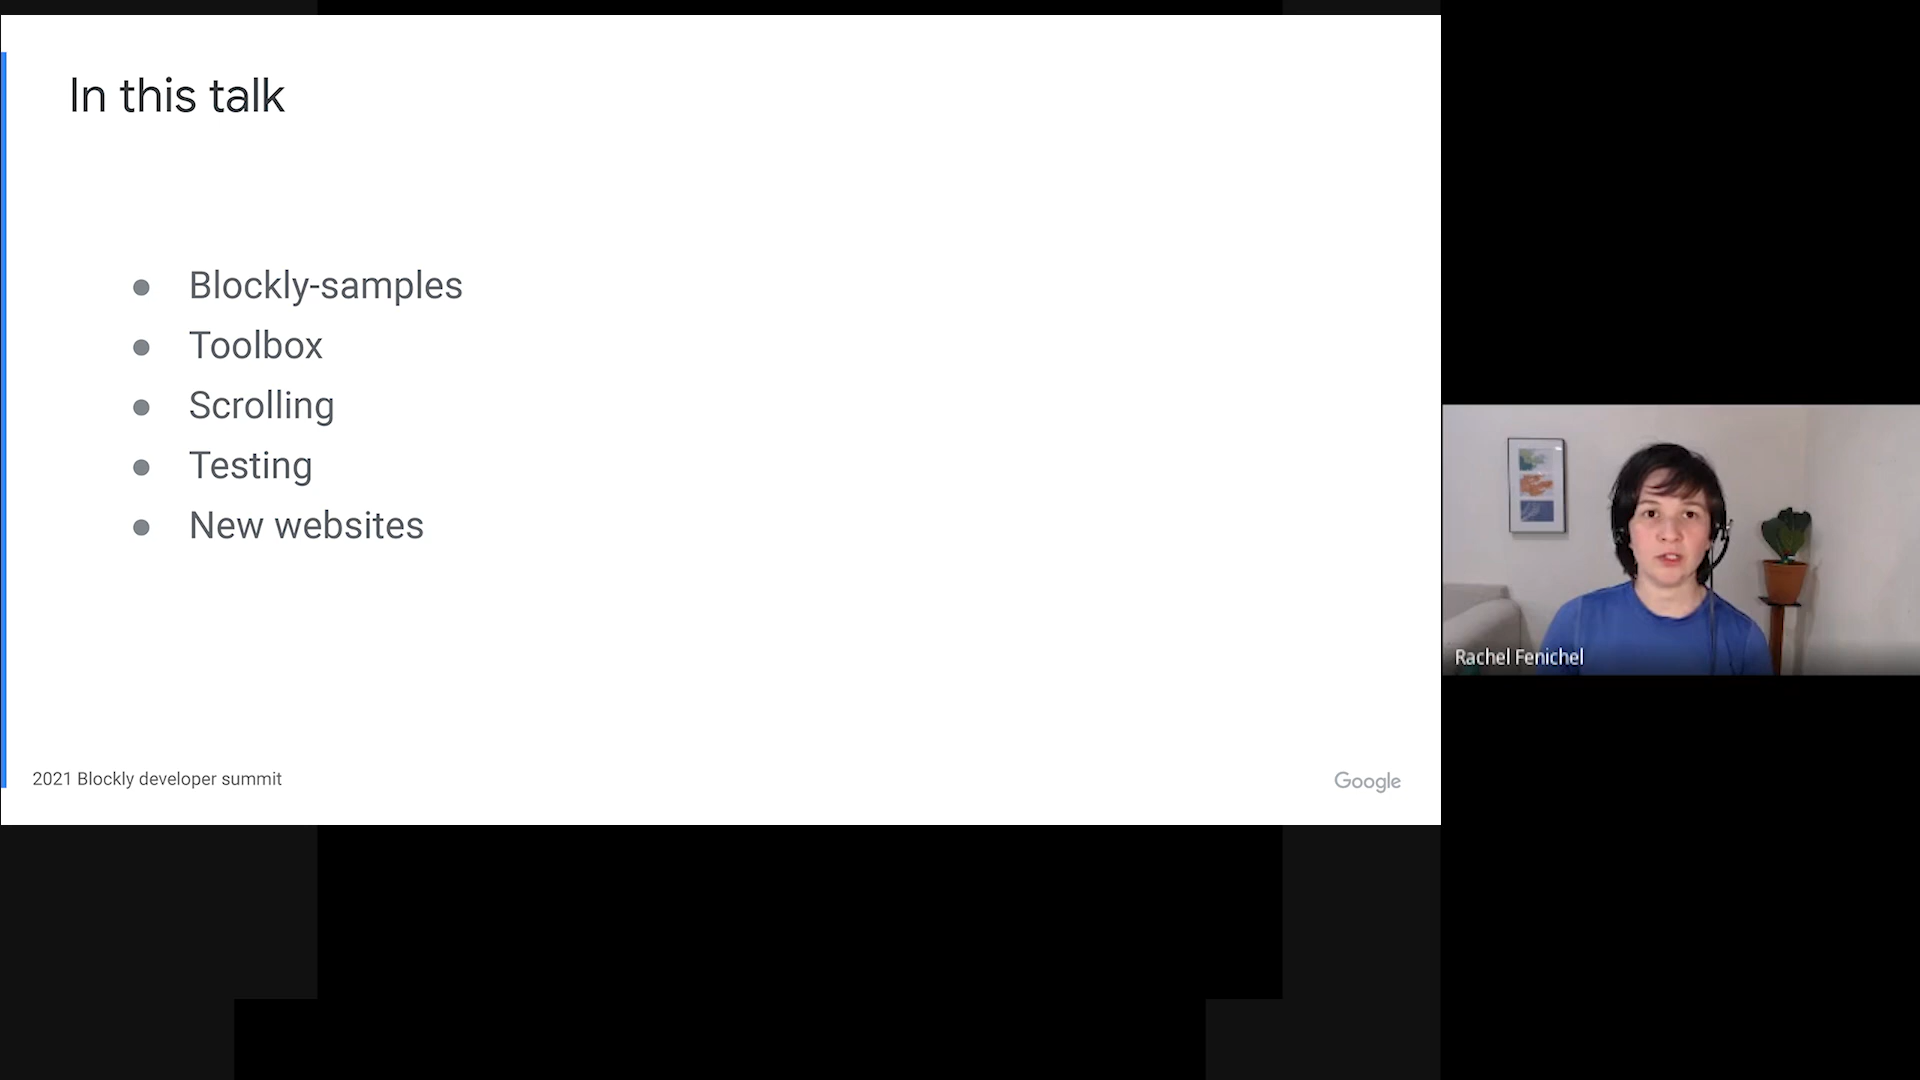 In this talk
Blockly-samples
Toolbox
Scrolling
Testing
New websites
2021 Blockly developer summit
Google
Rachel Fenichel